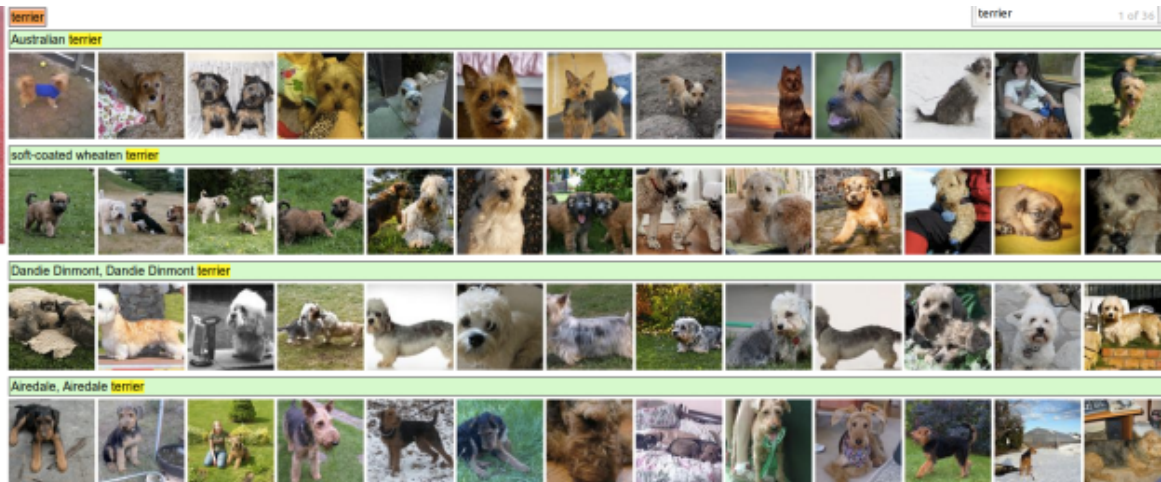 terrier
terrier 1 of 36
Australian terrier
soft-coated wheaten terrier
Dandie Dinmont, Dandie Dinmont terrier
Airedale, Airedale terrier